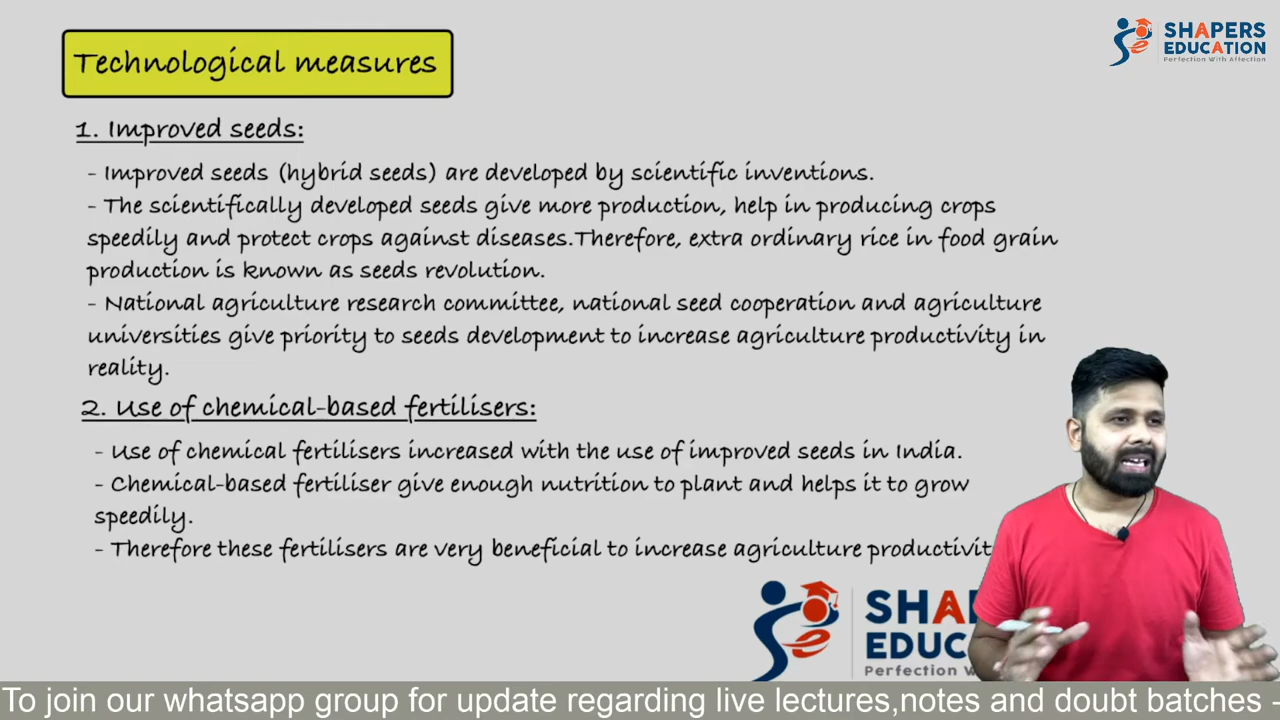 Technological measures
SHAPERS
EDUCATION
Perfection With Affection
1. Improved seeds:
- Improved seeds (hybrid seeds) are developed by scientific inventions.
- The scientifically developed seeds give more production, help in producing crops
speedily and protect crops against diseases.Therefore, extra ordinary rice in food grain
production is known as seeds revolution.
- National agriculture research committee, national seed cooperation and agriculture
universities give priority to seeds development to increase agriculture productivity in
reality.
2. Use of chemical-based fertilisers:
- Use of chemical fertilisers increased with the use of improved seeds in India.
- Chemical-based fertiliser give enough nutrition to plant and helps it to grow
speedily.
- Therefore these fertilisers are very beneficial to increase agriculture productivit
SHAP
EDUC
Perfection W
To join our whatsapp group for update regarding live lectures,notes and doubt batches -